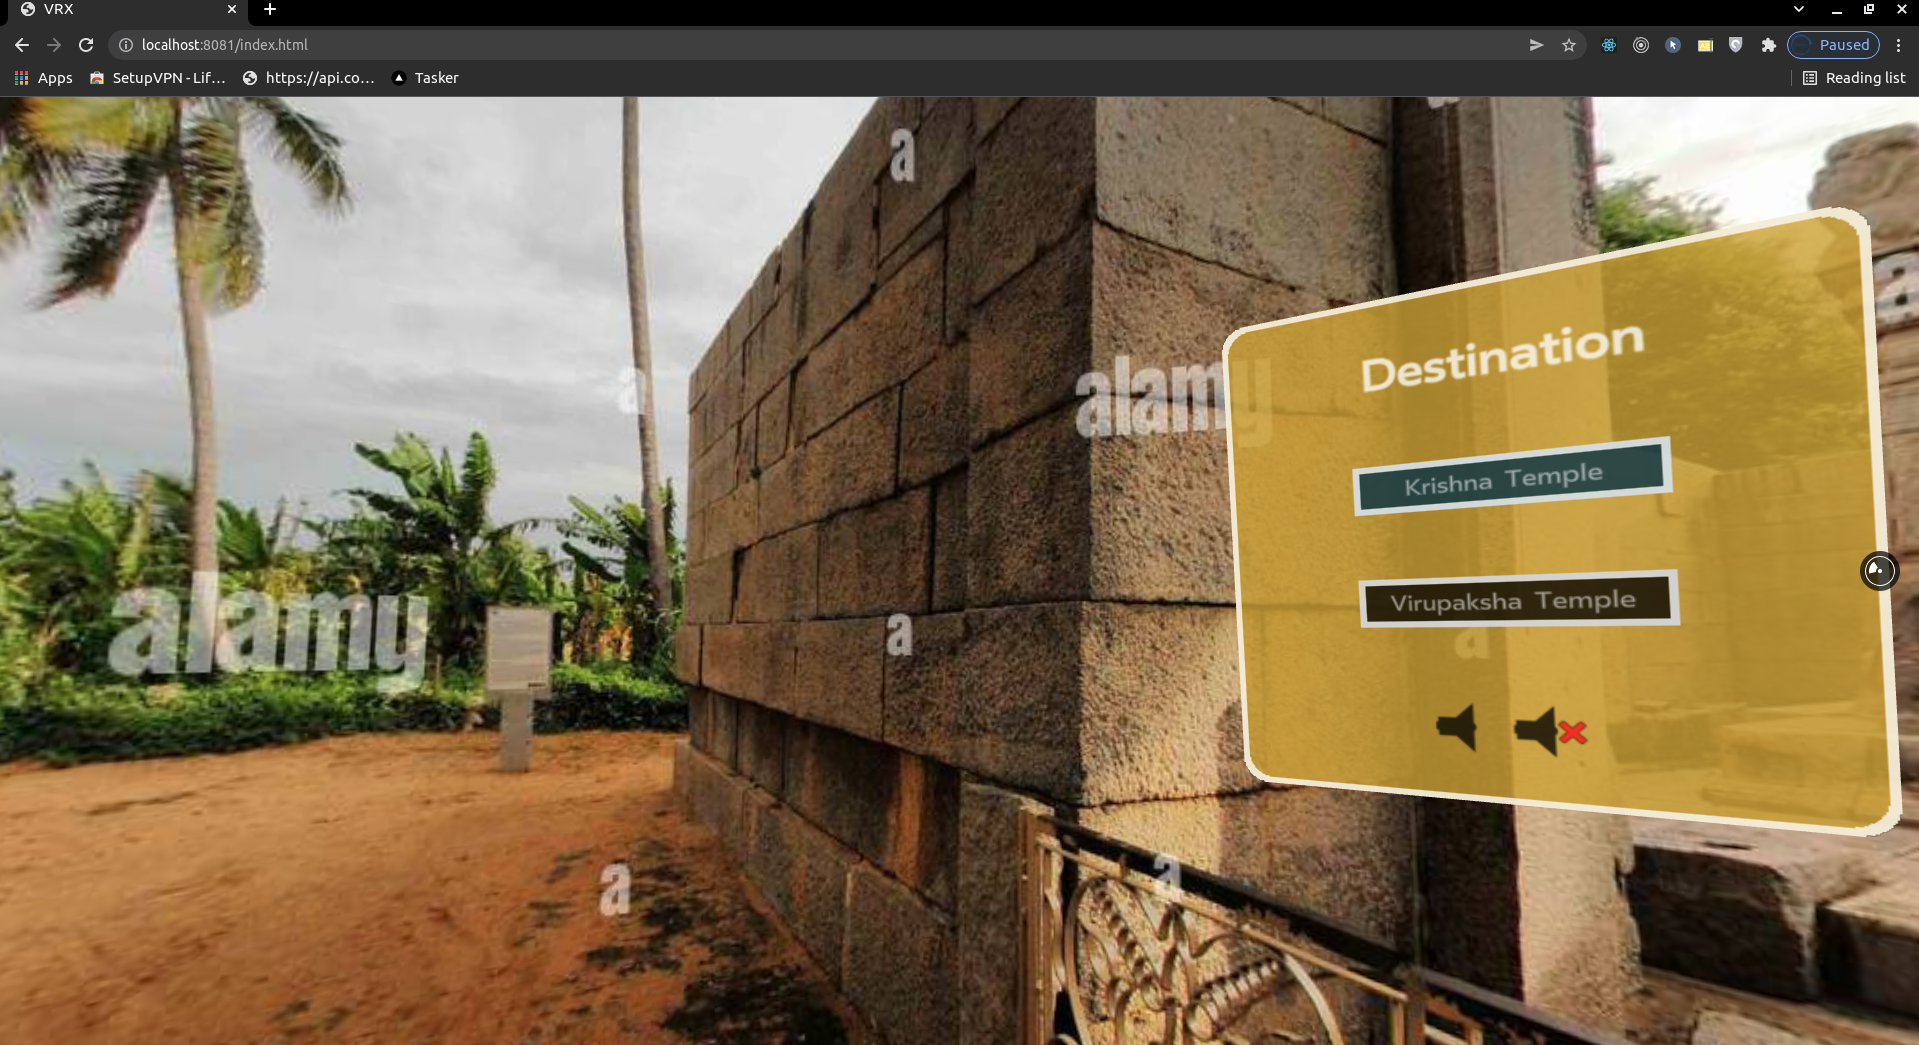 VRX
localhost:8081/index.html
Paused
Apps
SetupVPN - Lif…
https://api.co…
Tasker
Reading list
a
Destination
a
alamy
Krishna Temple
Virupaksha Temple
alamy
a
a
a
a